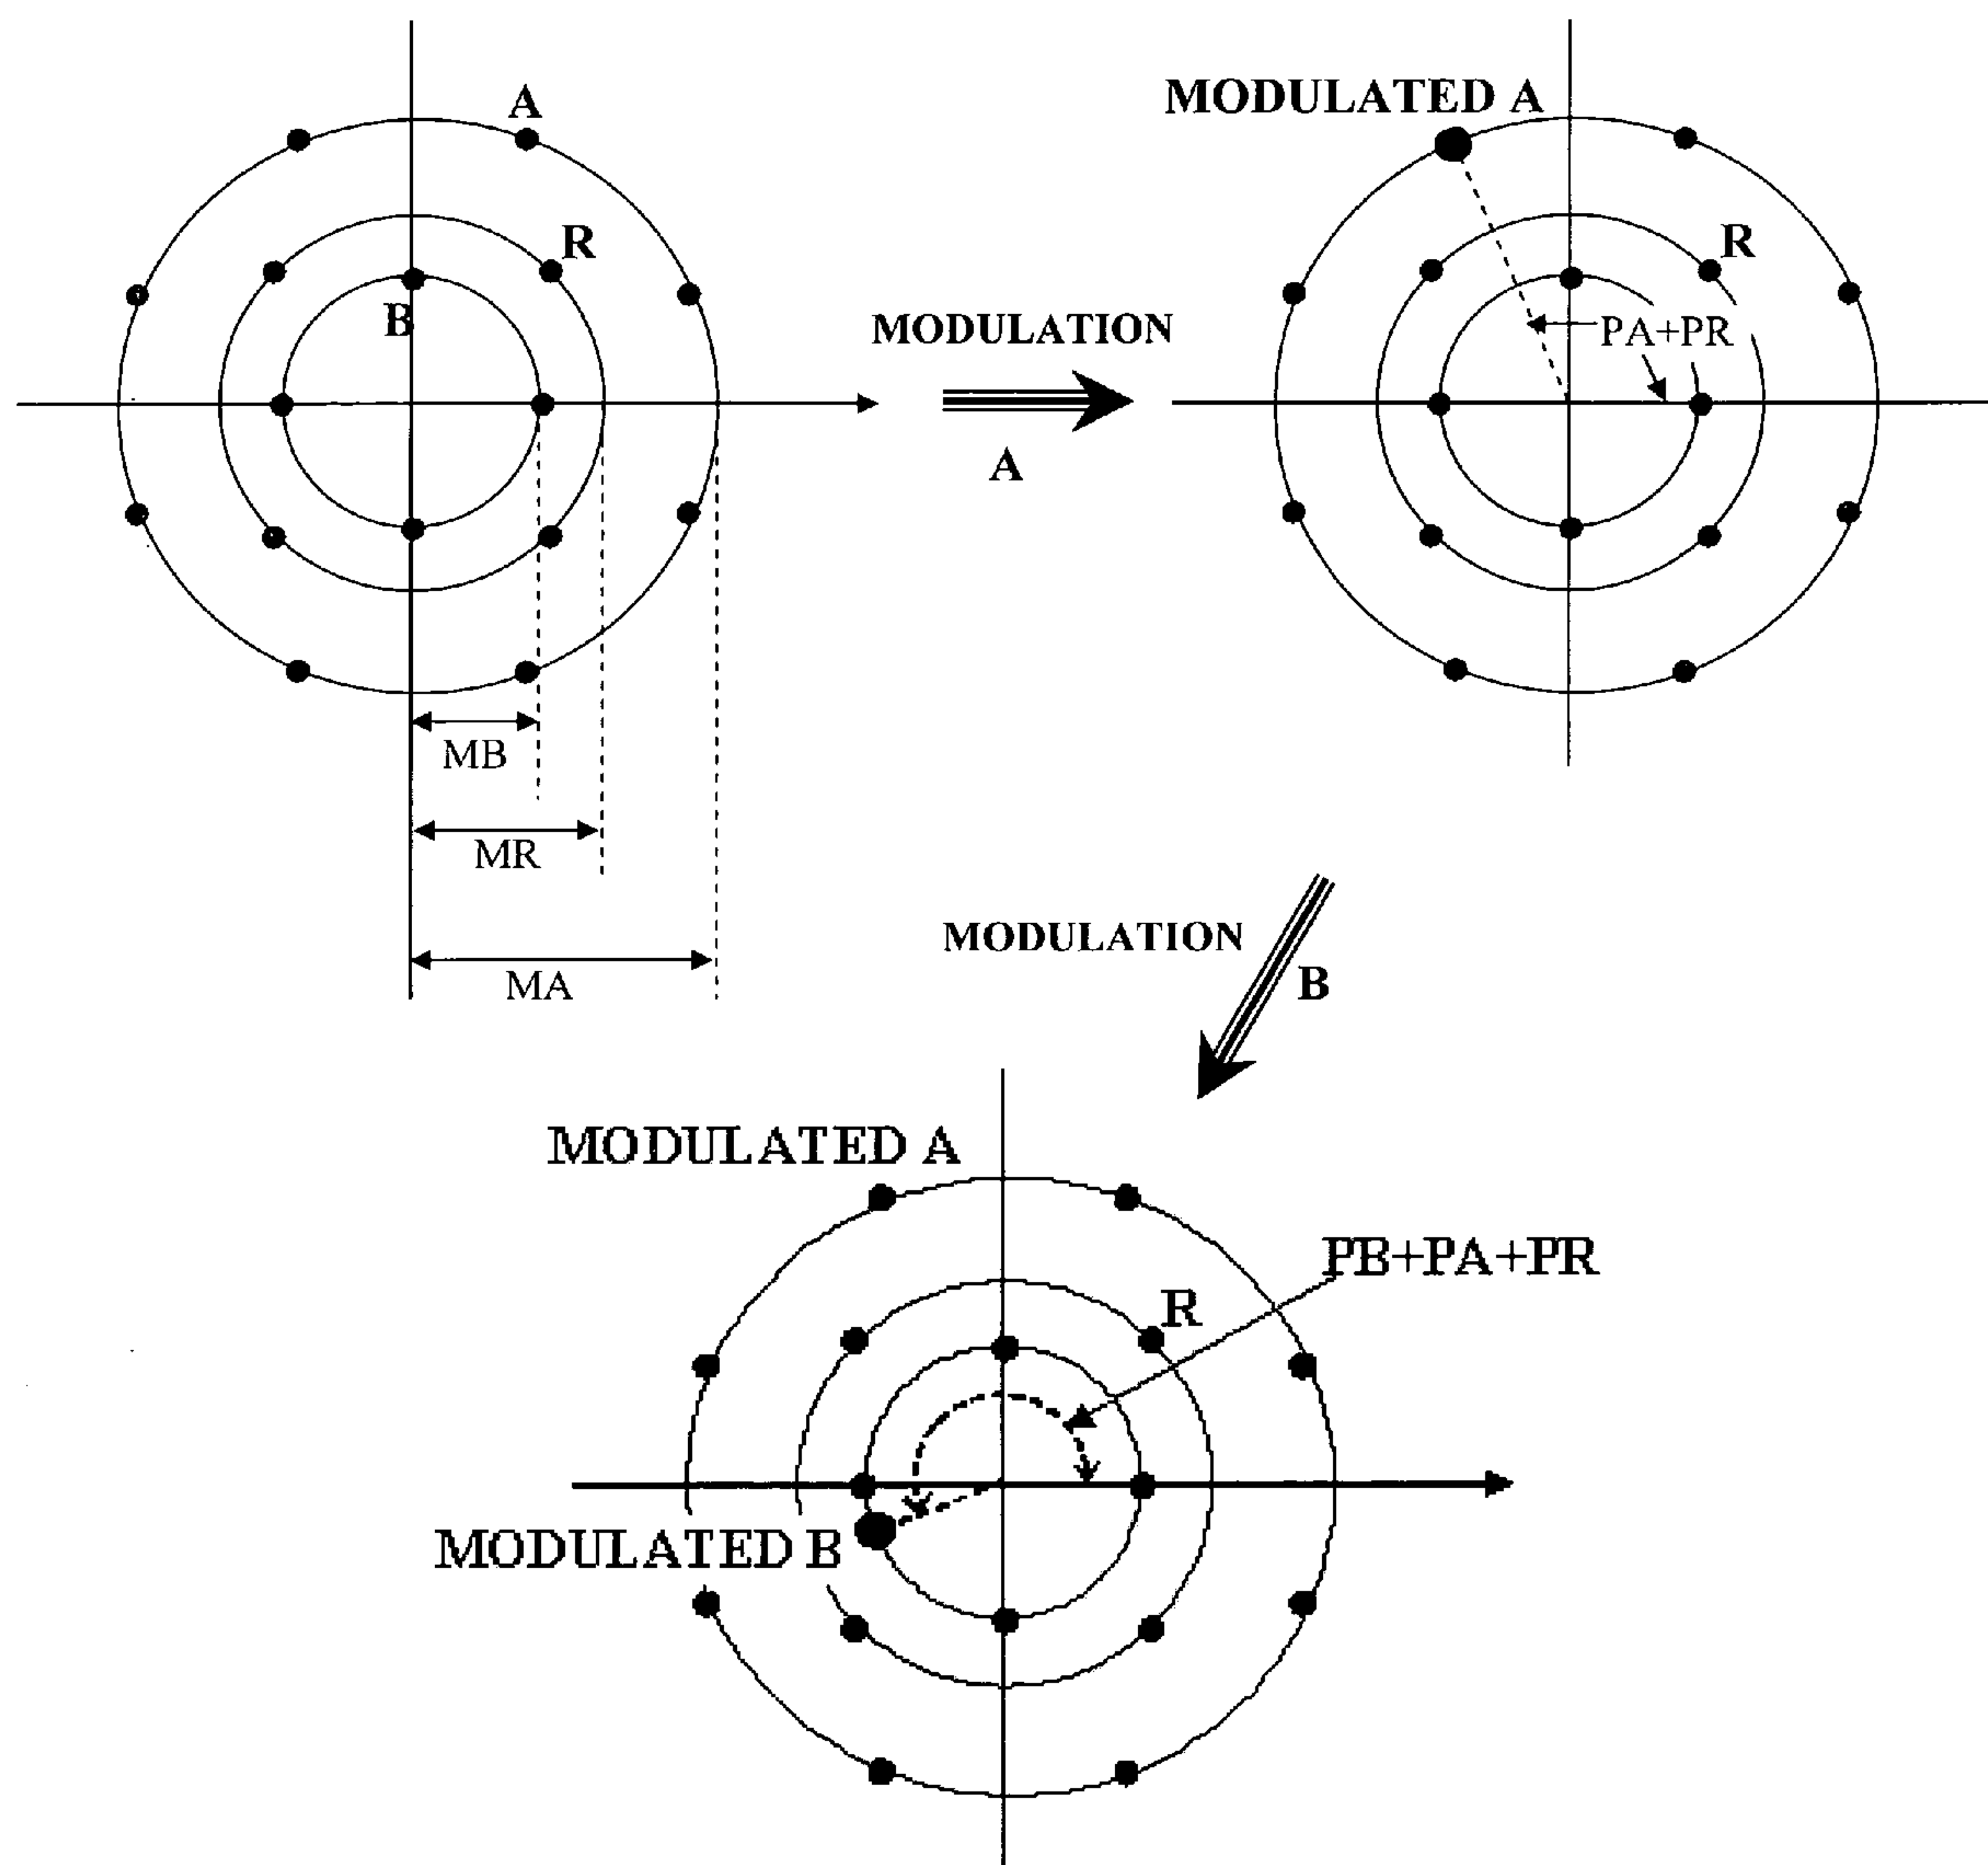 A
R
B
MB
MR
MA
MODULATION
A
MODULATED A
R
PA+PR
MODULATION
B
MODULATED A
PB+PA+PR
R
MODULATED B